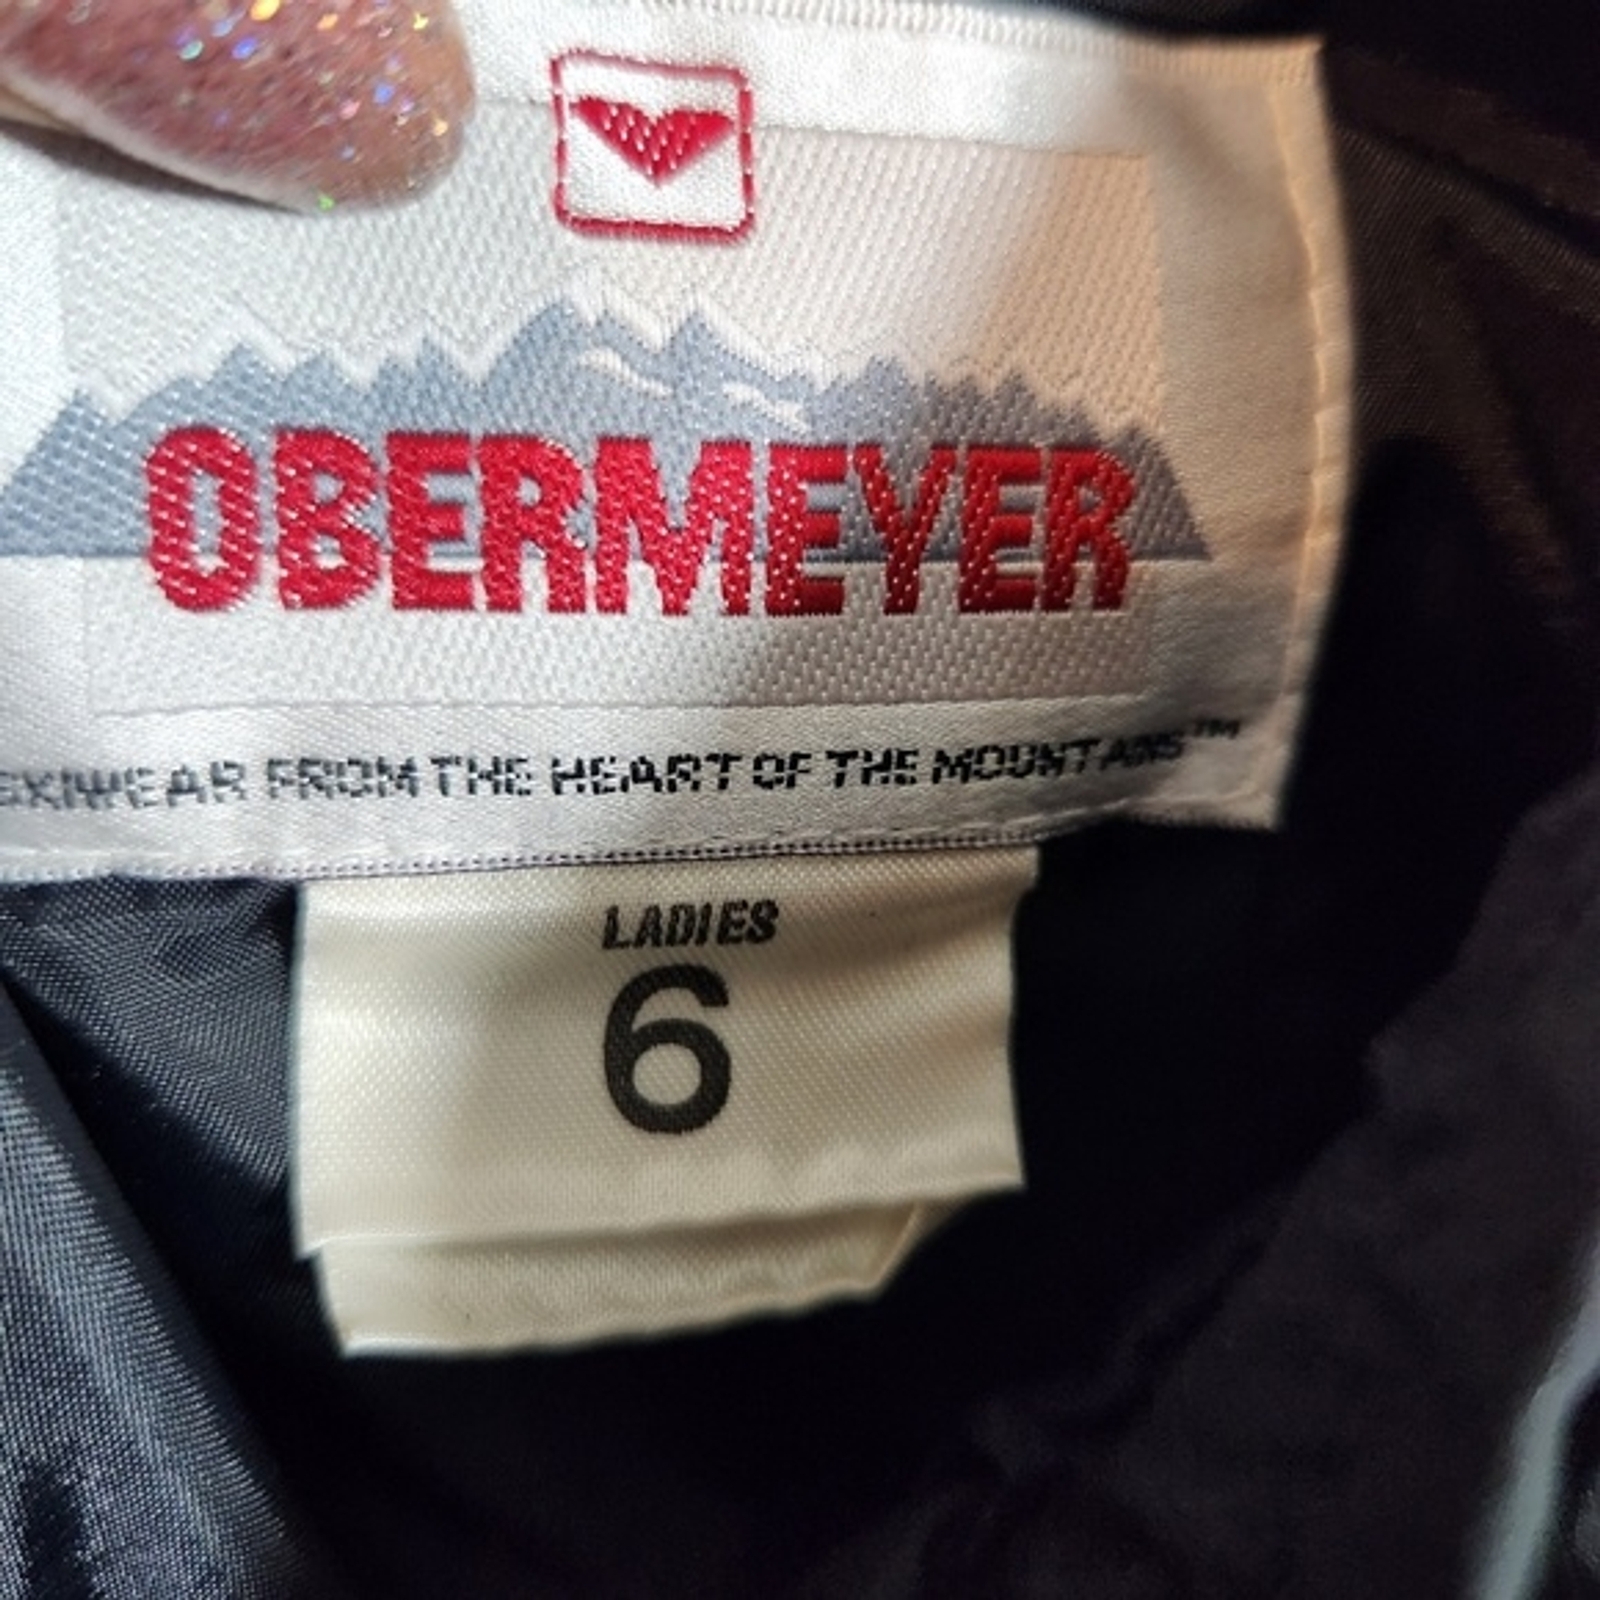 OBERMEYER
SKIWEAR FROM THE HEART OF THE MOUNTAINS™
LADIES
6